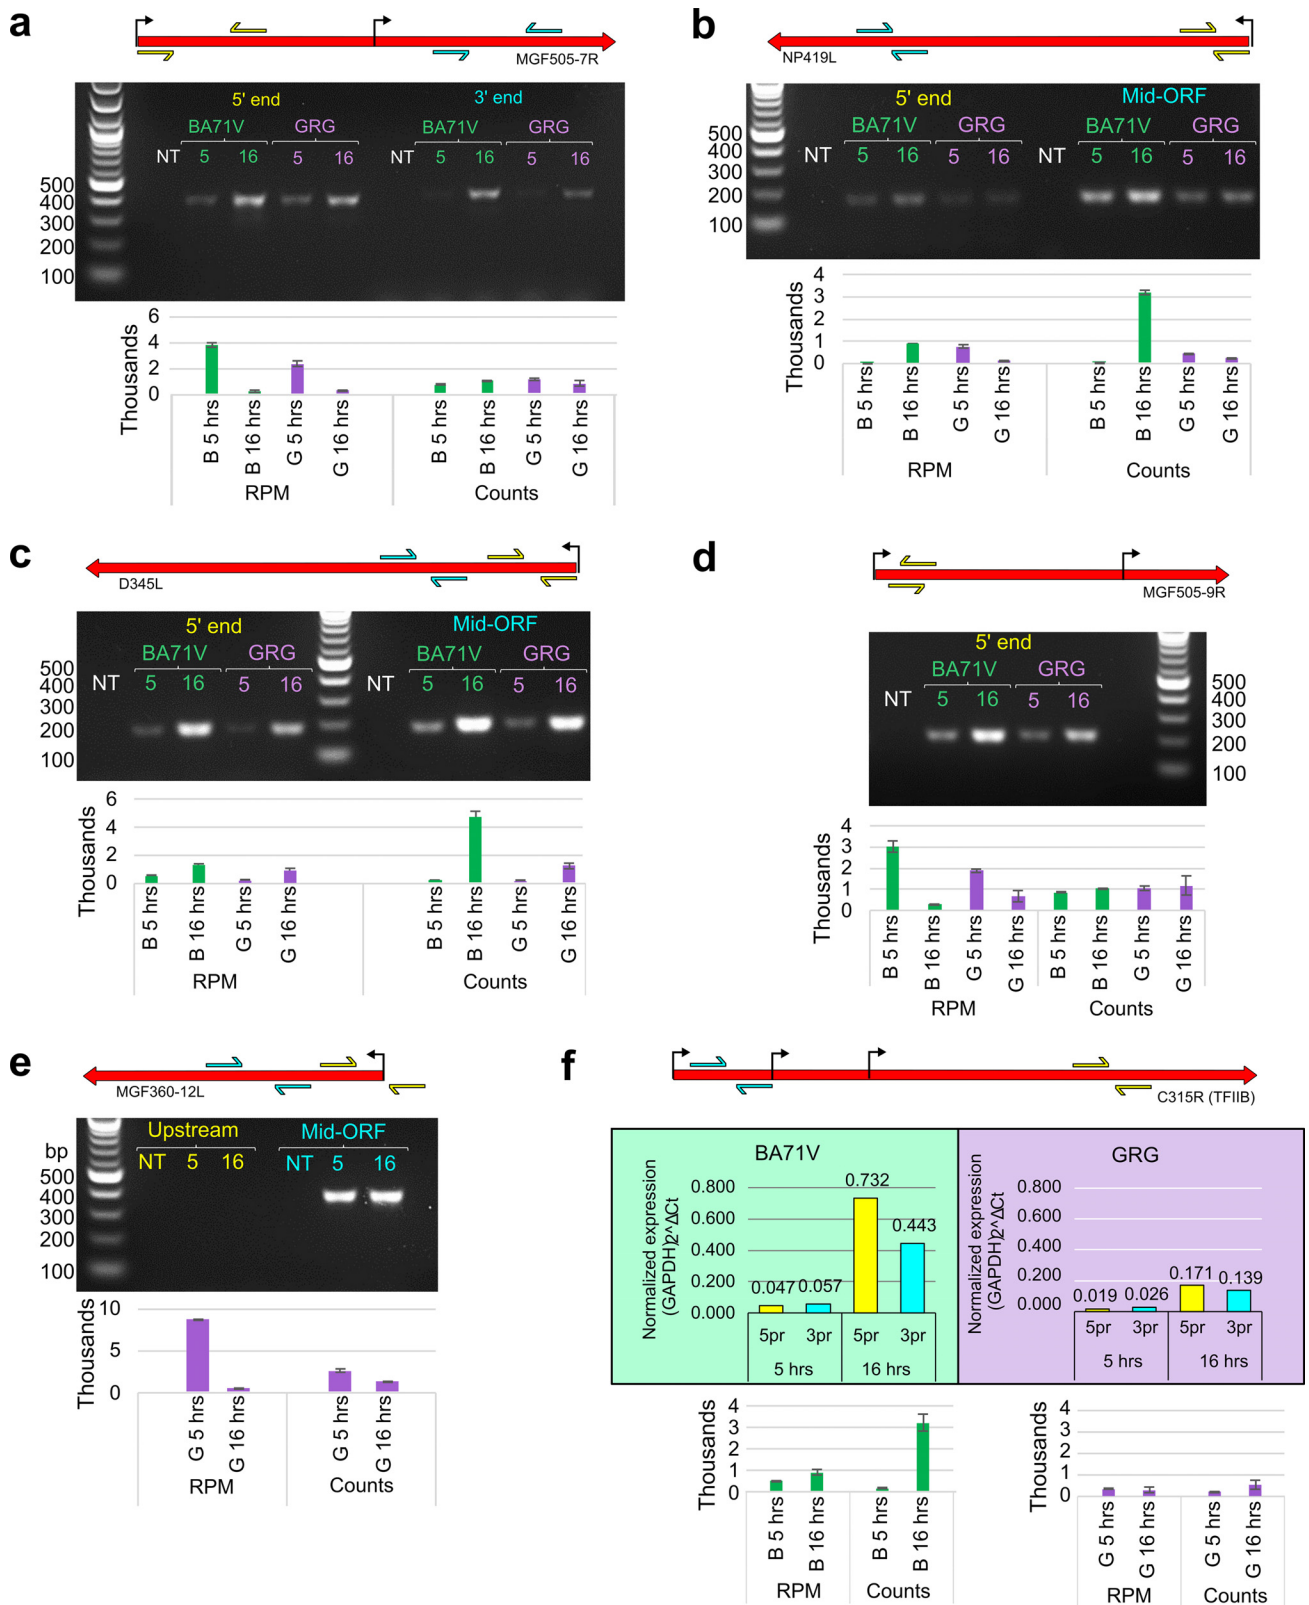 a
MGF505-7R
5' end 3' end
BA71V GRG BA71V GRG
NT 5 16 5 16 NT 5 16 5 16
500
400
300
200
100
Thousands
6
4
2
0
B 5 hrs B 16 hrs G 5 hrs G 16 hrs B 5 hrs B 16 hrs G 5 hrs G 16 hrs
RPM Counts
b
NP419L
5' end Mid-ORF
BA71V GRG BA71V GRG
NT 5 16 5 16 NT 5 16 5 16
500
400
300
200
100
Thousands
4
3
2
1
0
B 5 hrs B 16 hrs G 5 hrs G 16 hrs B 5 hrs B 16 hrs G 5 hrs G 16 hrs
RPM Counts
c
D345L
5' end Mid-ORF
BA71V GRG BA71V GRG
NT 5 16 5 16 NT 5 16 5 16
500
400
300
200
100
Thousands
6
4
2
0
B 5 hrs B 16 hrs G 5 hrs G 16 hrs B 5 hrs B 16 hrs G 5 hrs G 16 hrs
RPM Counts
d
MGF505-9R
5' end
BA71V GRG
NT 5 16 5 16
500
400
300
200
100
Thousands
4
3
2
1
0
B 5 hrs B 16 hrs G 5 hrs G 16 hrs B 5 hrs B 16 hrs G 5 hrs G 16 hrs
RPM Counts
e
MGF360-12L
Upstream Mid-ORF
bp NT 5 16 NT 5 16
500
400
300
200
100
Thousands
10
5
0
G 5 hrs G 16 hrs G 5 hrs G 16 hrs
RPM Counts
f
C315R (TFIIB)
BA71V
Normalized expression
(GAPDH)2^ΔCt
0.800
0.600
0.400
0.200
0.000
0.047 0.057 0.732 0.443
5pr 3pr 5pr 3pr
5 hrs 16 hrs
GRG
Normalized expression
(GAPDH)2^ΔCt
0.800
0.600
0.400
0.200
0.000
0.019 0.026 0.171 0.139
5pr 3pr 5pr 3pr
5 hrs 16 hrs
Thousands
4
3
2
1
0
B 5 hrs B 16 hrs B 5 hrs B 16 hrs
RPM Counts
Thousands
4
3
2
1
0
G 5 hrs G 16 hrs G 5 hrs G 16 hrs
RPM Counts